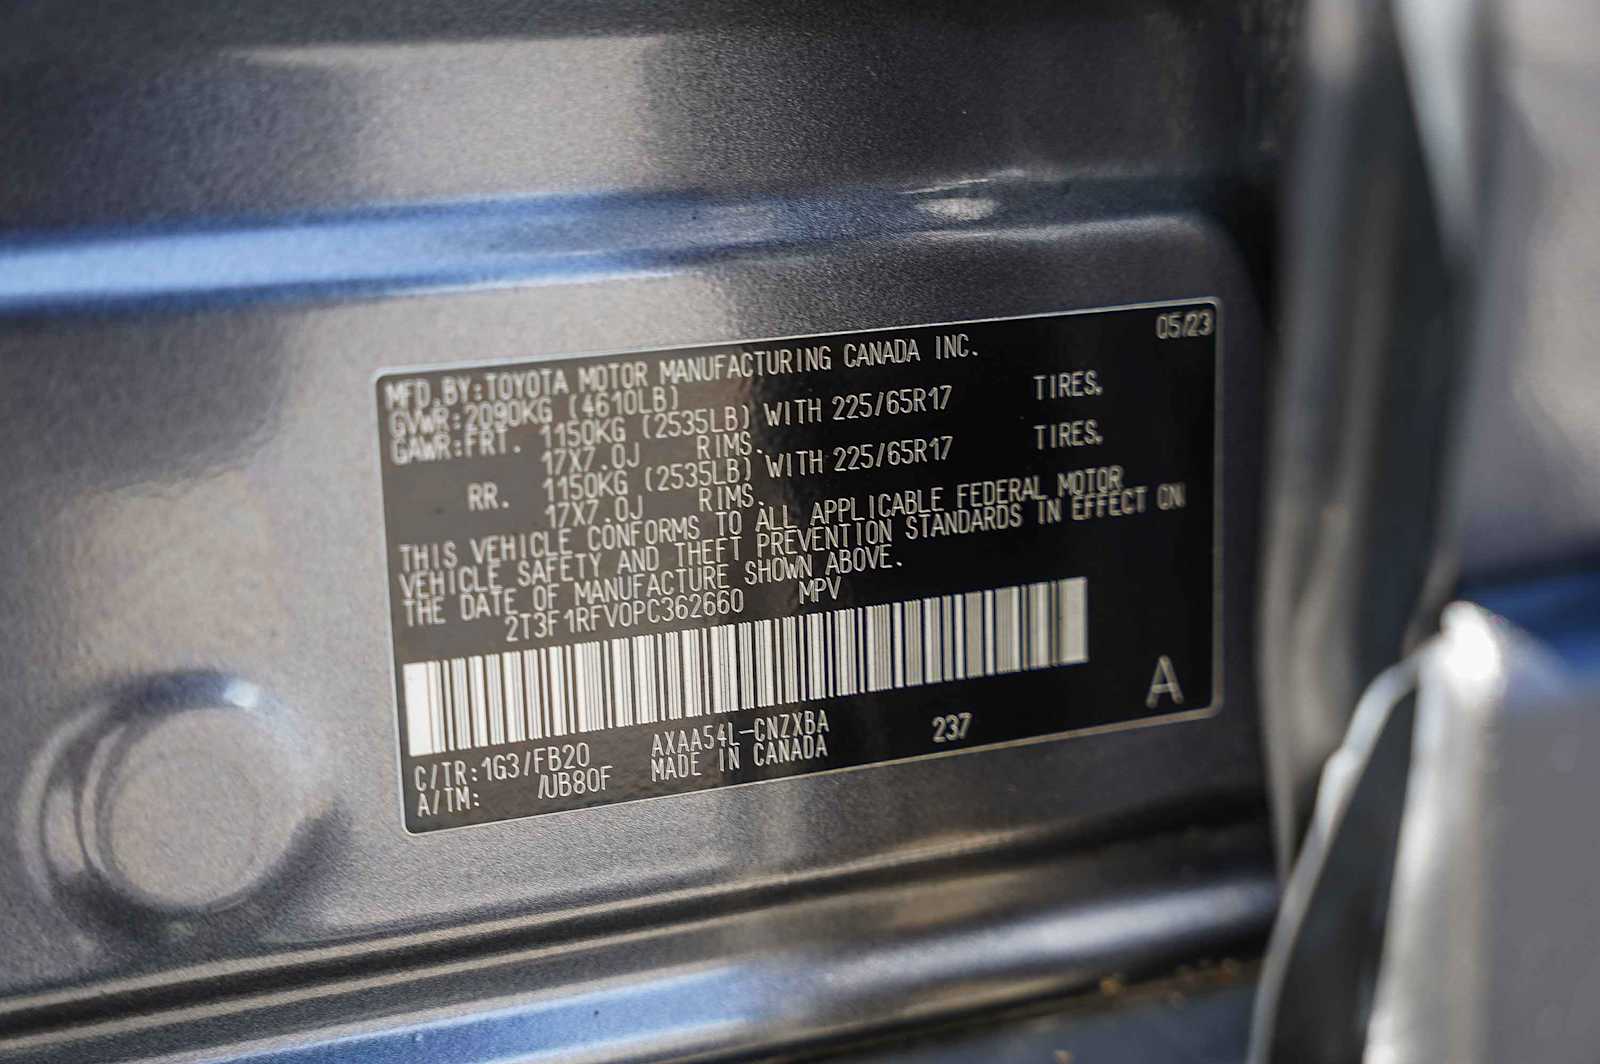 05/23
MFD.BY:TOYOTA MOTOR MANUFACTURING CANADA INC.
GVWR:2090KG (4610LB)
GAWR:FRT. 1150KG (2535LB) WITH 225/65R17 TIRES,
17X7.0J RIMS.
RR. 1150KG (2535LB) WITH 225/65R17 TIRES,
17X7.0J RIMS.
THIS VEHICLE CONFORMS TO ALL APPLICABLE FEDERAL MOTOR
VEHICLE SAFETY AND THEFT PREVENTION STANDARDS IN EFFECT ON
THE DATE OF MANUFACTURE SHOWN ABOVE.
2T3F1RFV0PC362660 MPV
A
C/TR:1G3/FB20 AXAA54L-CNZXBA 237
A/TM: /UB80F MADE IN CANADA